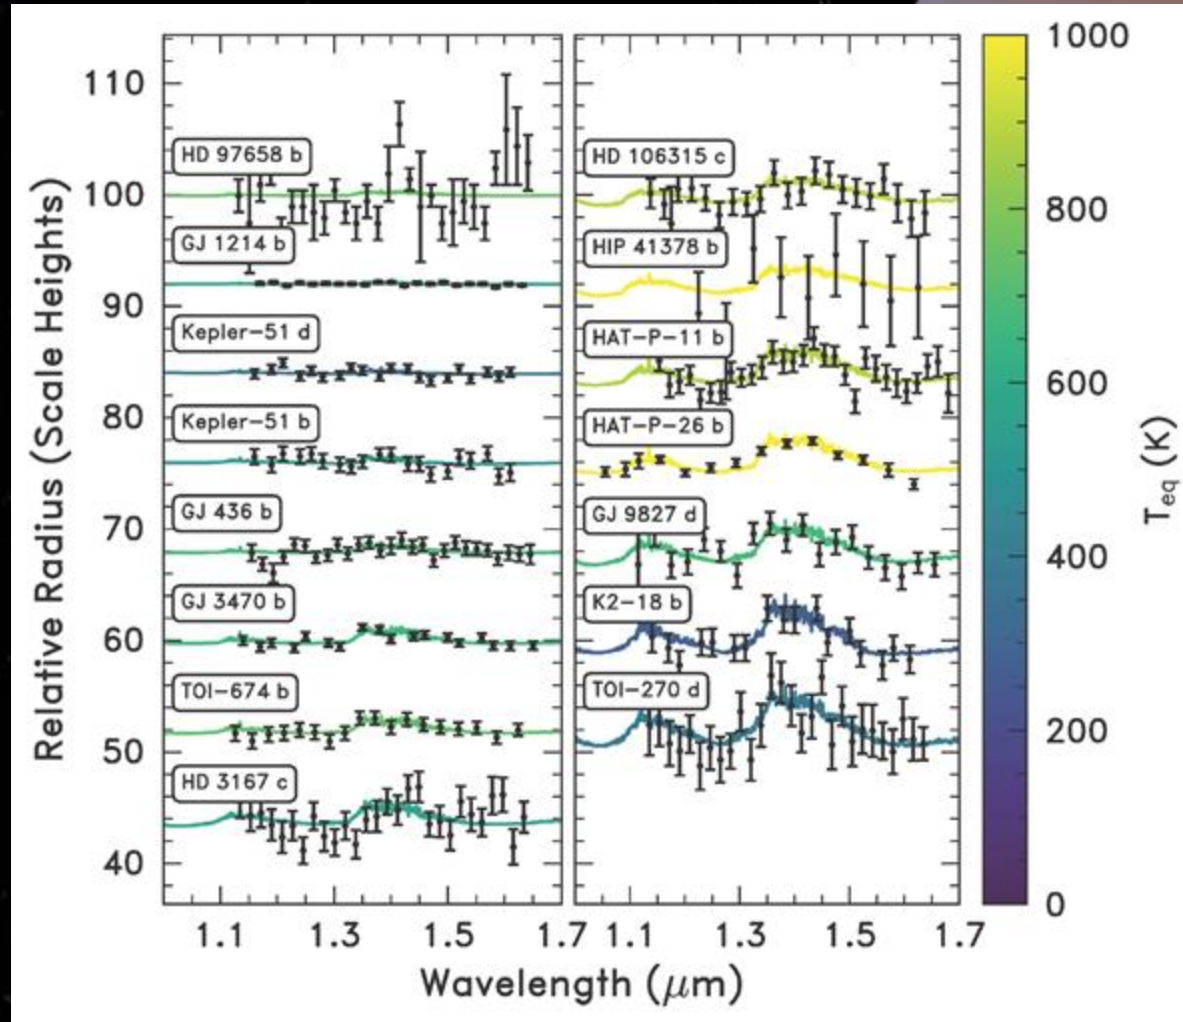 Relative Radius (Scale Heights)
110
100
90
80
70
60
50
40
HD 97658 b
GJ 1214 b
Kepler-51 d
Kepler-51 b
GJ 436 b
GJ 3470 b
TOI-674 b
HD 3167 c
HD 106315 c
HIP 41378 b
HAT-P-11 b
HAT-P-26 b
GJ 9827 d
K2-18 b
TOI-270 d
1.1 1.3 1.5 1.7 1.1 1.3 1.5 1.7
Wavelength (μm)
1000
800
600
400
200
0
Teq (K)